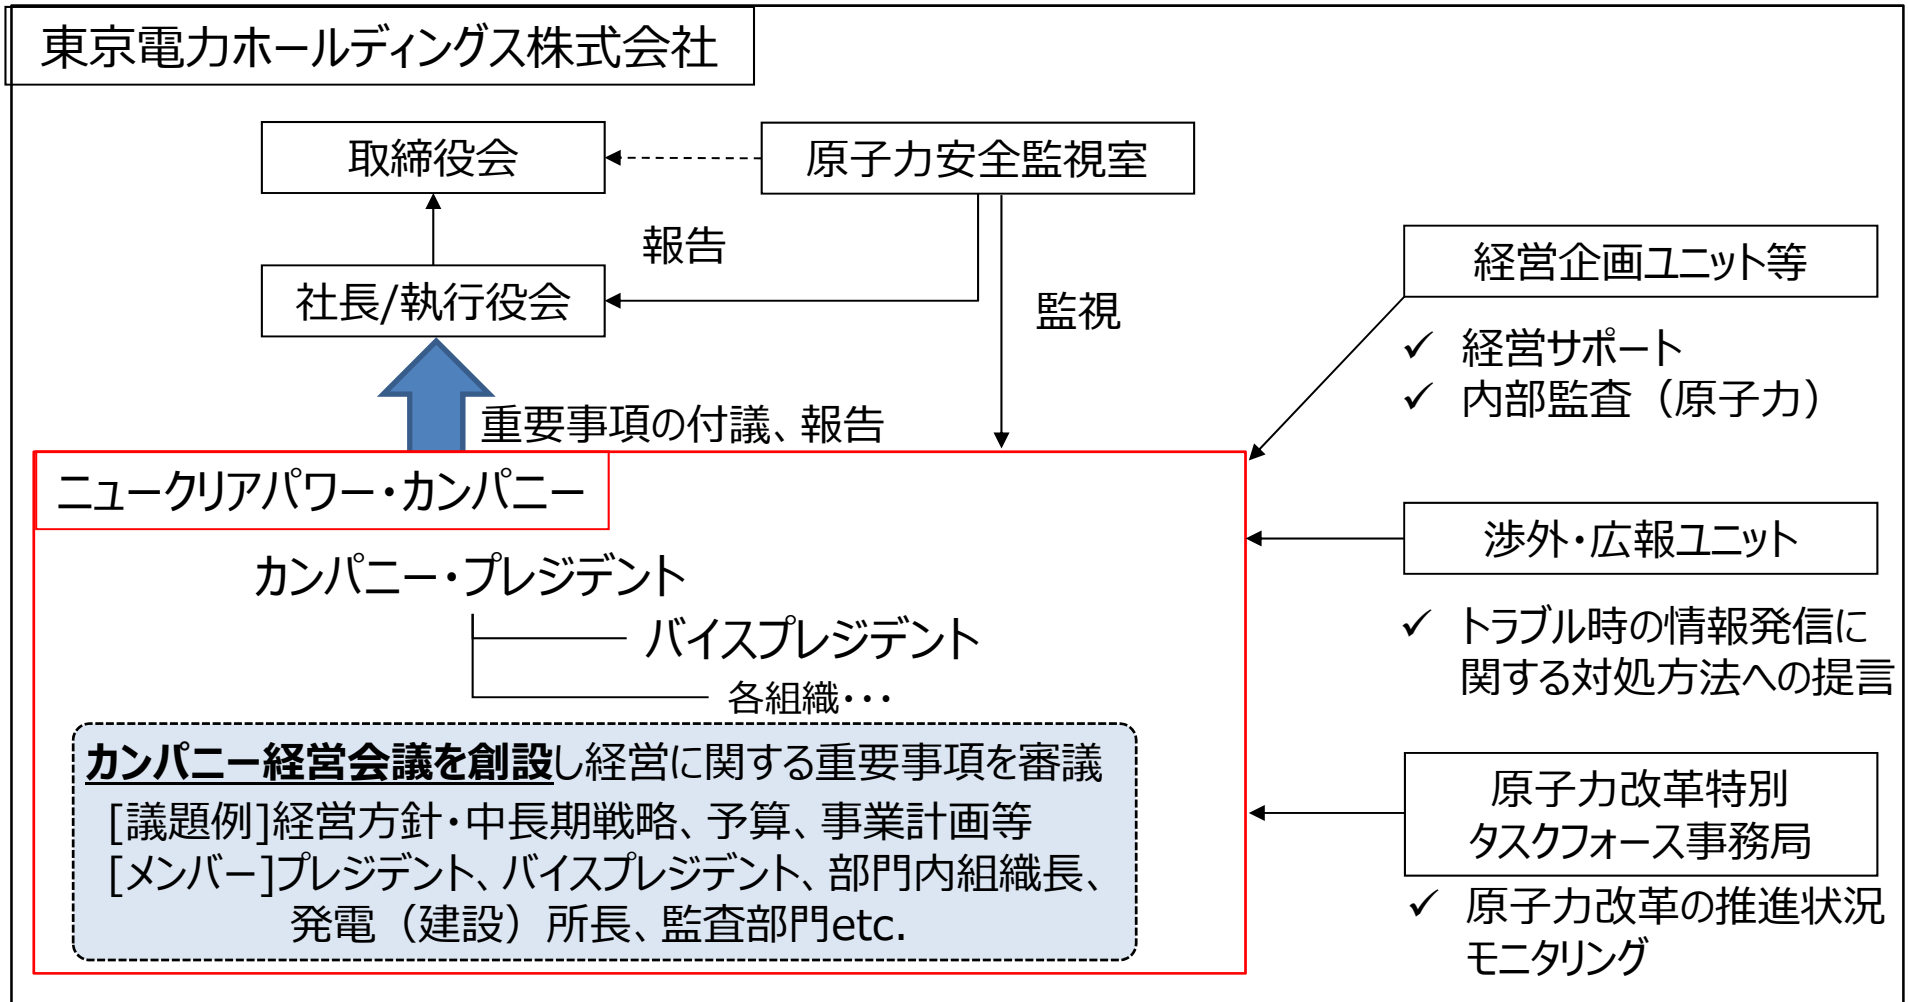 東京電力ホールディングス株式会社
取締役会
原子力安全監視室
報告
社長/執行役会
監視
経営企画ユニット等
✓ 経営サポート
✓ 内部監査（原子力）
重要事項の付議、報告
ニュークリアパワー・カンパニー
カンパニー・プレジデント
バイスプレジデント
各組織・・・
渉外・広報ユニット
✓ トラブル時の情報発信に
関する対処方法への提言
カンパニー経営会議を創設し経営に関する重要事項を審議
[議題例]経営方針・中長期戦略、予算、事業計画等
[メンバー]プレジデント、バイスプレジデント、部門内組織長、
発電（建設）所長、監査部門etc.
原子力改革特別
タスクフォース事務局
✓ 原子力改革の推進状況
モニタリング